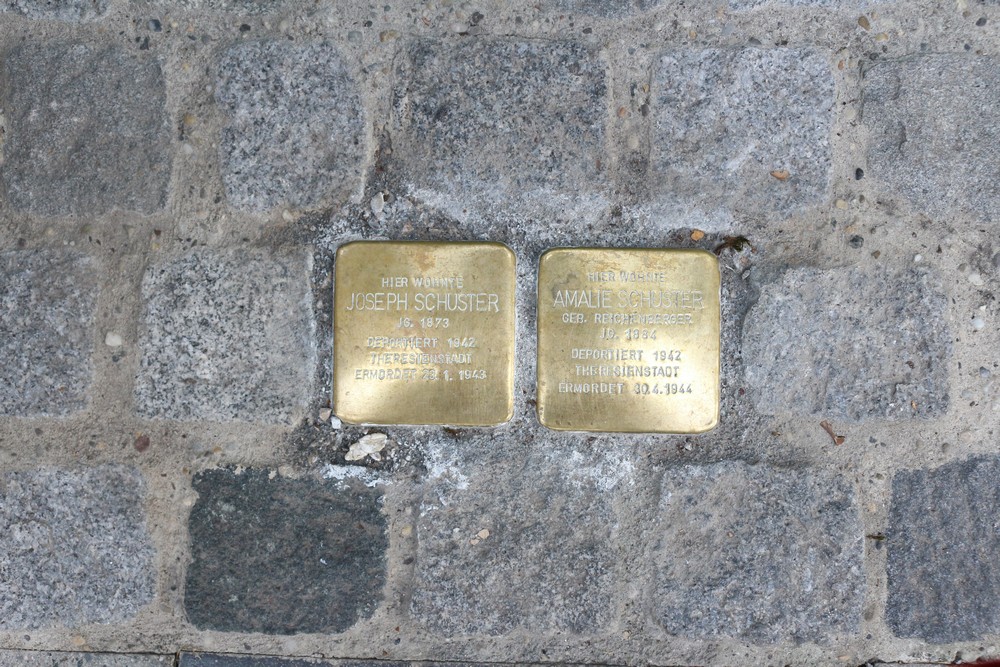 HIER WOHNTE
JOSEPH SCHUSTER
JG. 1873
DEPORTIERT 1942
THERESIENSTADT
ERMORDET 29.1.1943
HIER WOHNTE
AMALIE SCHUSTER
GEB. REICHENBERGER
JG. 1884
DEPORTIERT 1942
THERESIENSTADT
ERMORDET 30.4.1944